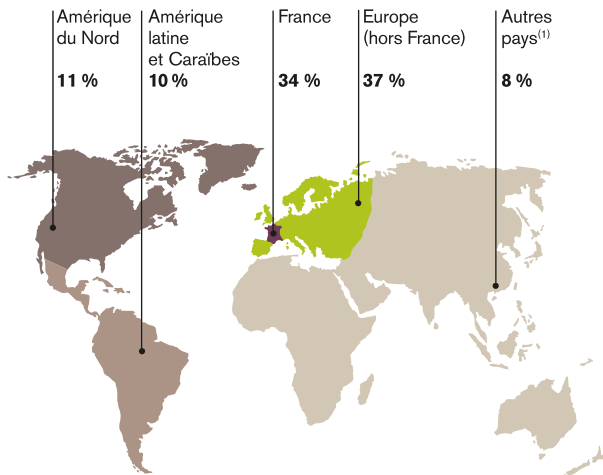 Amérique
du Nord
11 %
Amérique
latine
et Caraïbes
10 %
France
34 %
Europe
(hors France)
37 %
Autres
pays(1)
8 %